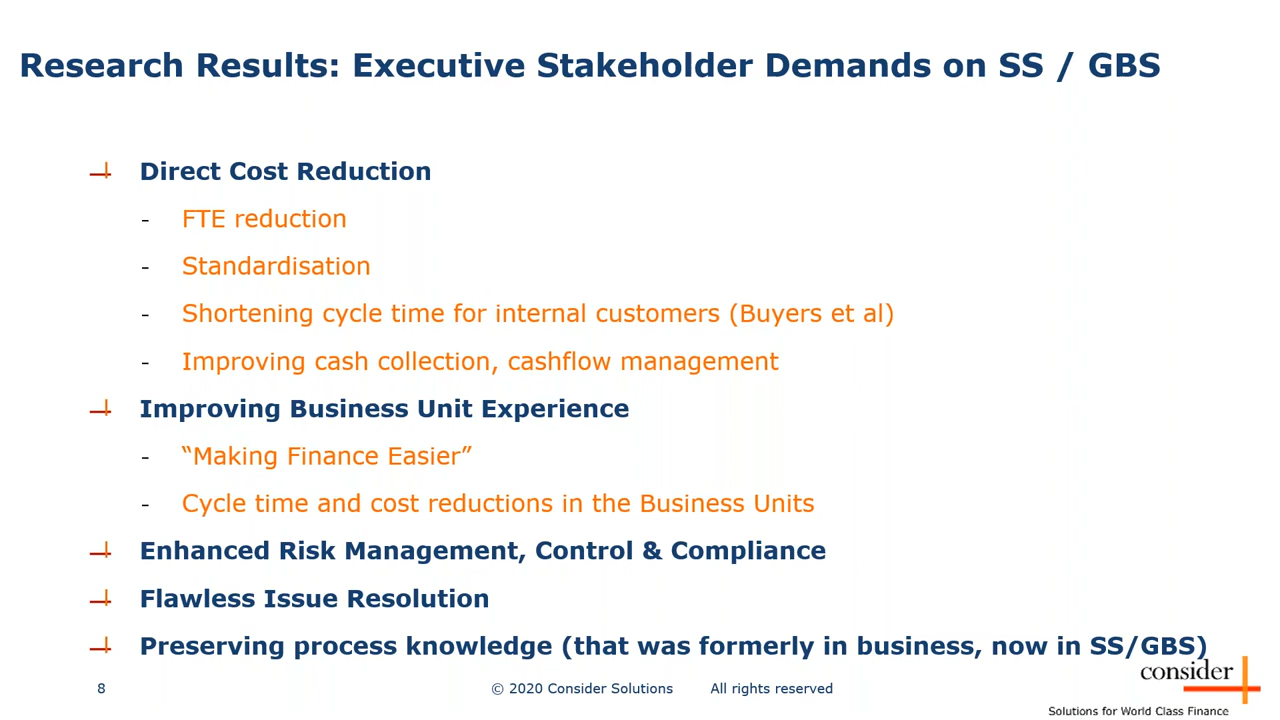 Research Results: Executive Stakeholder Demands on SS / GBS
Direct Cost Reduction
- FTE reduction
- Standardisation
- Shortening cycle time for internal customers (Buyers et al)
- Improving cash collection, cashflow management
Improving Business Unit Experience
- “Making Finance Easier”
- Cycle time and cost reductions in the Business Units
Enhanced Risk Management, Control & Compliance
Flawless Issue Resolution
Preserving process knowledge (that was formerly in business, now in SS/GBS)
consider
8 © 2020 Consider Solutions All rights reserved
Solutions for World Class Finance